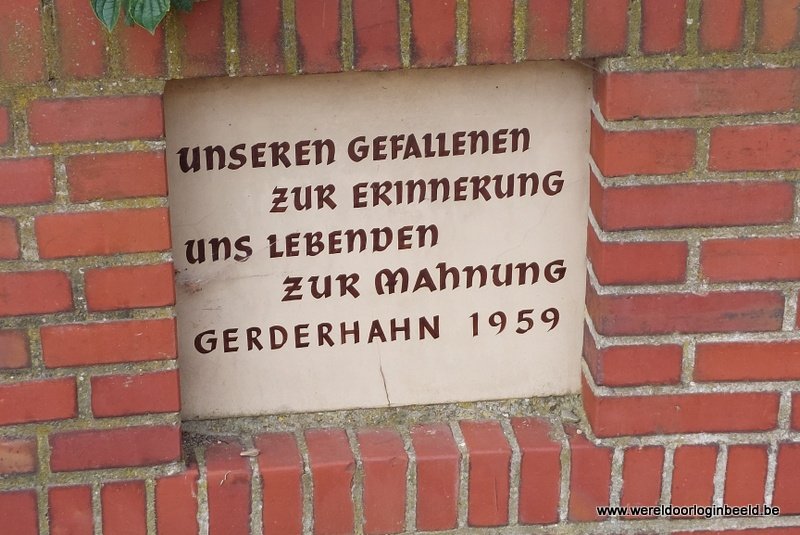 UNSEREN GEFALLENEN
ZUR ERINNERUNG
UNS LEBENDEN
ZUR MAHNUNG
GERDERHAHN 1959
www.wereldoorloginbeeld.be